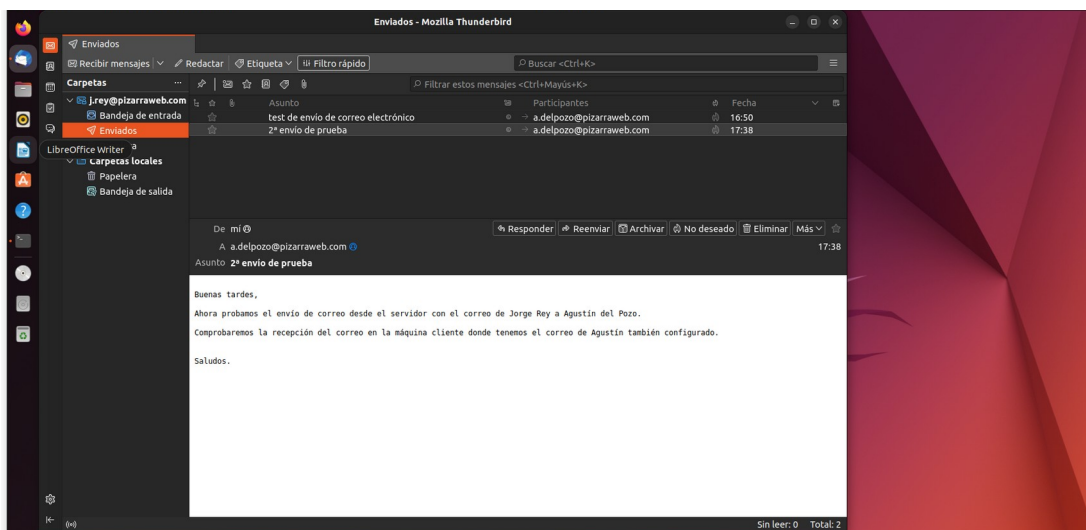 Enviados - Mozilla Thunderbird
Enviados
Recibir mensajes Redactar Etiqueta Filtro rápido Buscar <Ctrl+K>
Carpetas ... Filtrar estos mensajes <Ctrl+Mayús+K>
j.rey@pizarraweb.com Asunto Participantes Fecha
Bandeja de entrada test de envio de correo electrónico a.delpozo@pizarraweb.com 16:50
Enviados 2ª envío de prueba a.delpozo@pizarraweb.com 17:38
LibreOffice Writer a
Carpetas locales
Papelera
Bandeja de salida
De mí Responder Reenviar Archivar No deseado Eliminar Más
A a.delpozo@pizarraweb.com 17:38
Asunto 2ª envío de prueba
Buenas tardes,
Ahora probamos el envío de correo desde el servidor con el correo de Jorge Rey a Agustín del Pozo.
Comprobaremos la recepción del correo en la máquina cliente donde tenemos el correo de Agustín también configurado.
Saludos.
Sin leer: 0 Total: 2